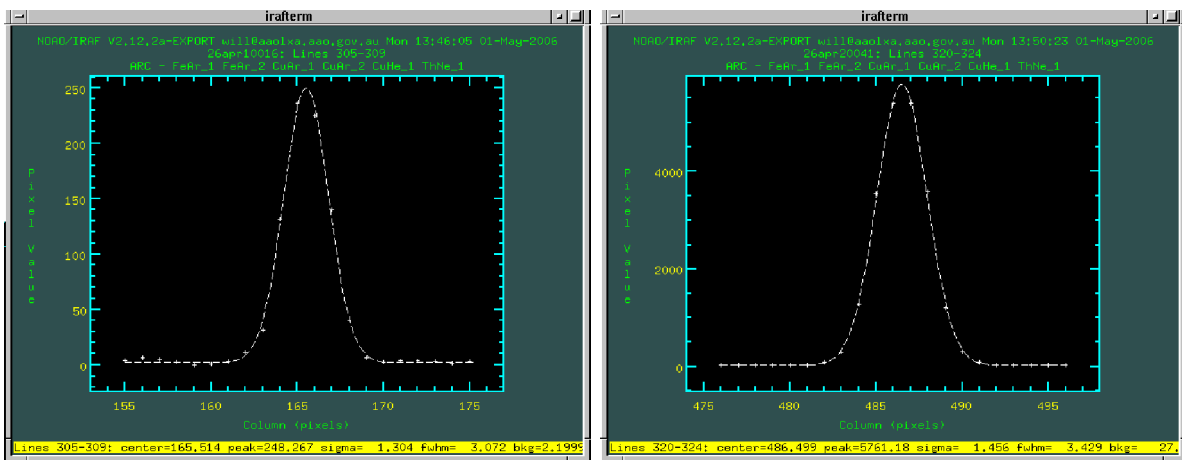 irafterm
NOAO/IRAF V2.12.2a-EXPORT will@aaolxa.aao.gov.au Mon 13:46:05 01-May-2006
26apr10016: Lines 305-309
ARC - FeAr_1 FeAr_2 CuAr_1 CuAr_2 CuHe_1 ThNe_1
250
200
150
100
50
0
Pixel Value
155 160 165 170 175
Column (pixels)
Lines 305-309: center=165.514 peak=248.267 sigma= 1.304 fwhm= 3.072 bkg=2.1999
irafterm
NOAO/IRAF V2.12.2a-EXPORT will@aaolxa.aao.gov.au Mon 13:50:23 01-May-2006
26apr20041: Lines 320-324
ARC - FeAr_1 FeAr_2 CuAr_1 CuAr_2 CuHe_1 ThNe_1
4000
2000
0
Pixel Value
475 480 485 490 495
Column (pixels)
Lines 320-324: center=486.499 peak=5761.18 sigma= 1.456 fwhm= 3.429 bkg= 27.